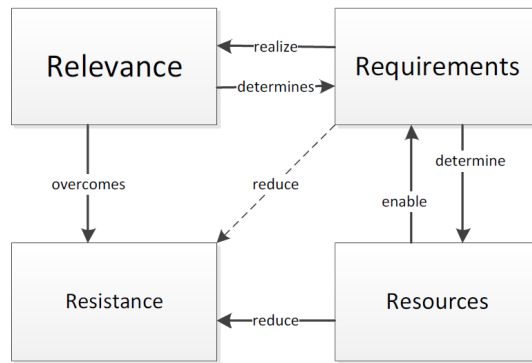 realize
Relevance
Requirements
determines
overcomes
reduce
determine
enable
Resistance
Resources
reduce